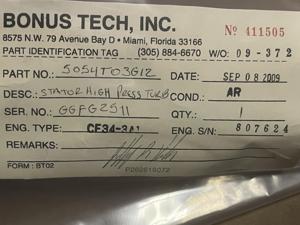 BONUS TECH, INC. Nº 411505
8575 N.W. 79 Avenue Bay D • Miami, Florida 33166
PART IDENTIFICATION TAG (305) 884-6670 W/O: 09-372
PART NO.: 5054T03G12 DATE: SEP 08 2009
DESC.: STATOR HIGH PRESS TURB COND.: AR
SER. NO.: GGFG2511 QTY.: 1
ENG. TYPE: CF34-3A1 ENG. S/N: 807624
REMARKS:
FORM : BT02 P262616072